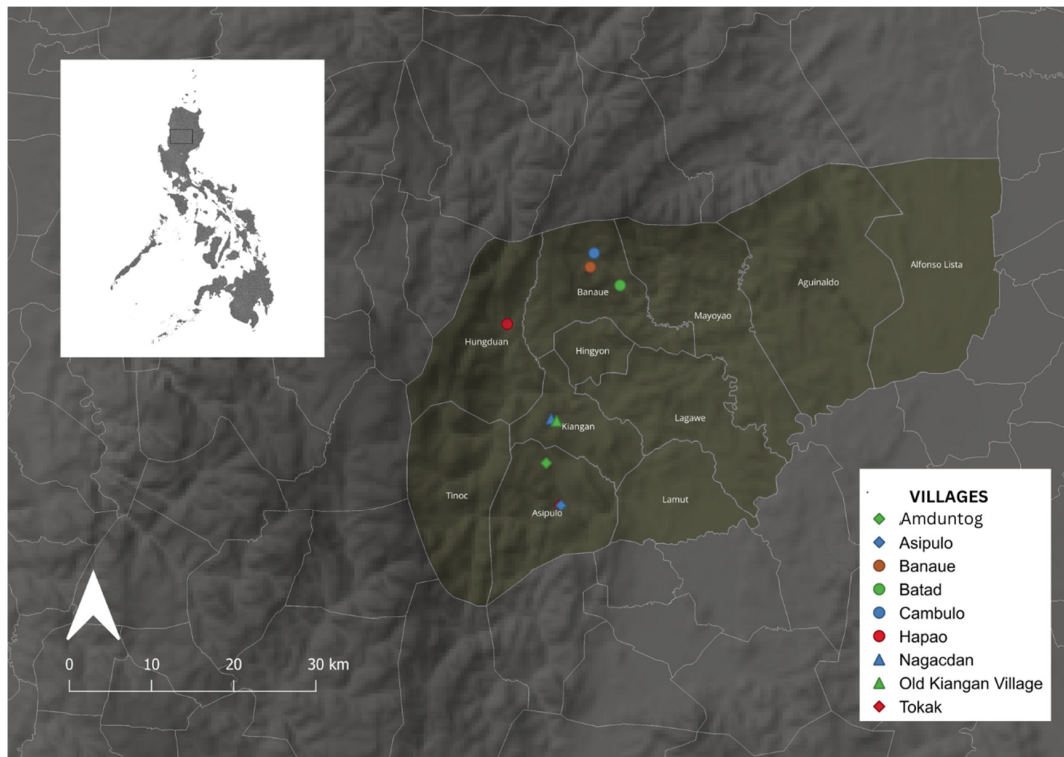 Alfonso Lista
Aguinaldo
Banaue
Mayoyao
Hungduan
Hingyon
Lagawe
Kiangan
Tinoc
Lamut
Asipulo
0 10 20 30 km
VILLAGES
Amduntog
Asipulo
Banaue
Batad
Cambulo
Hapao
Nagacdan
Old Kiangan Village
Tokak